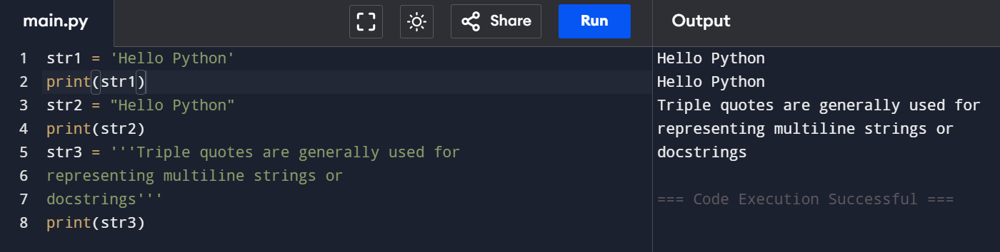 main.py Share Run Output
1 str1 = 'Hello Python'
2 print(str1)
3 str2 = "Hello Python"
4 print(str2)
5 str3 = '''Triple quotes are generally used for
6 representing multiline strings or
7 docstrings'''
8 print(str3)
Hello Python
Hello Python
Triple quotes are generally used for
representing multiline strings or
docstrings
=== Code Execution Successful ===